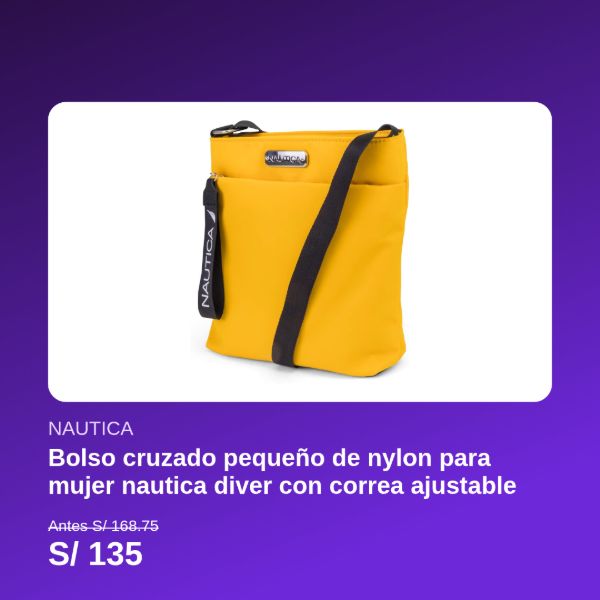 NAUTICA
NAUTICA
NAUTICA
Bolso cruzado pequeño de nylon para
mujer nautica diver con correa ajustable
Antes S/ 168.75
S/ 135